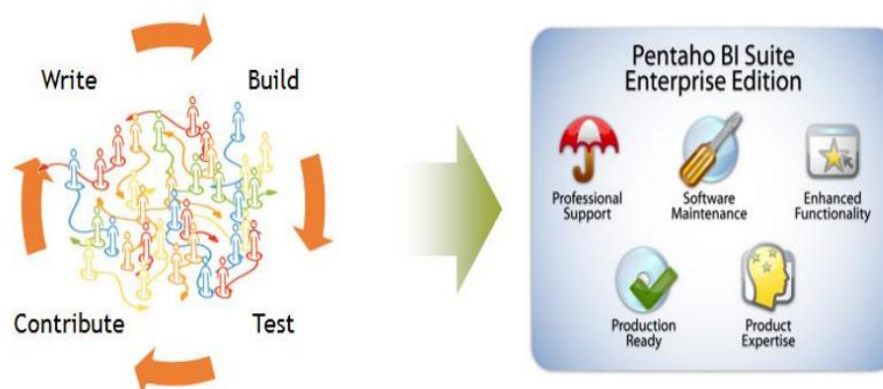 Write
Build
Contribute
Test
Pentaho BI Suite
Enterprise Edition
Professional
Support
Software
Maintenance
Enhanced
Functionality
Production
Ready
Product
Expertise